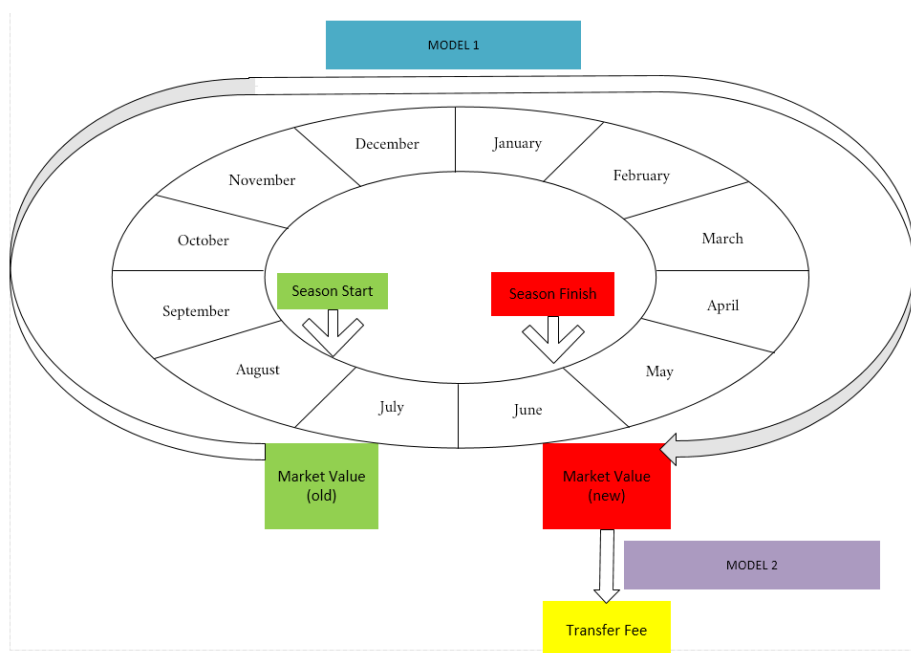 MODEL 1
December
January
November
February
October
March
Season Start
Season Finish
September
April
August
May
July
June
Market Value
(old)
Market Value
(new)
MODEL 2
Transfer Fee